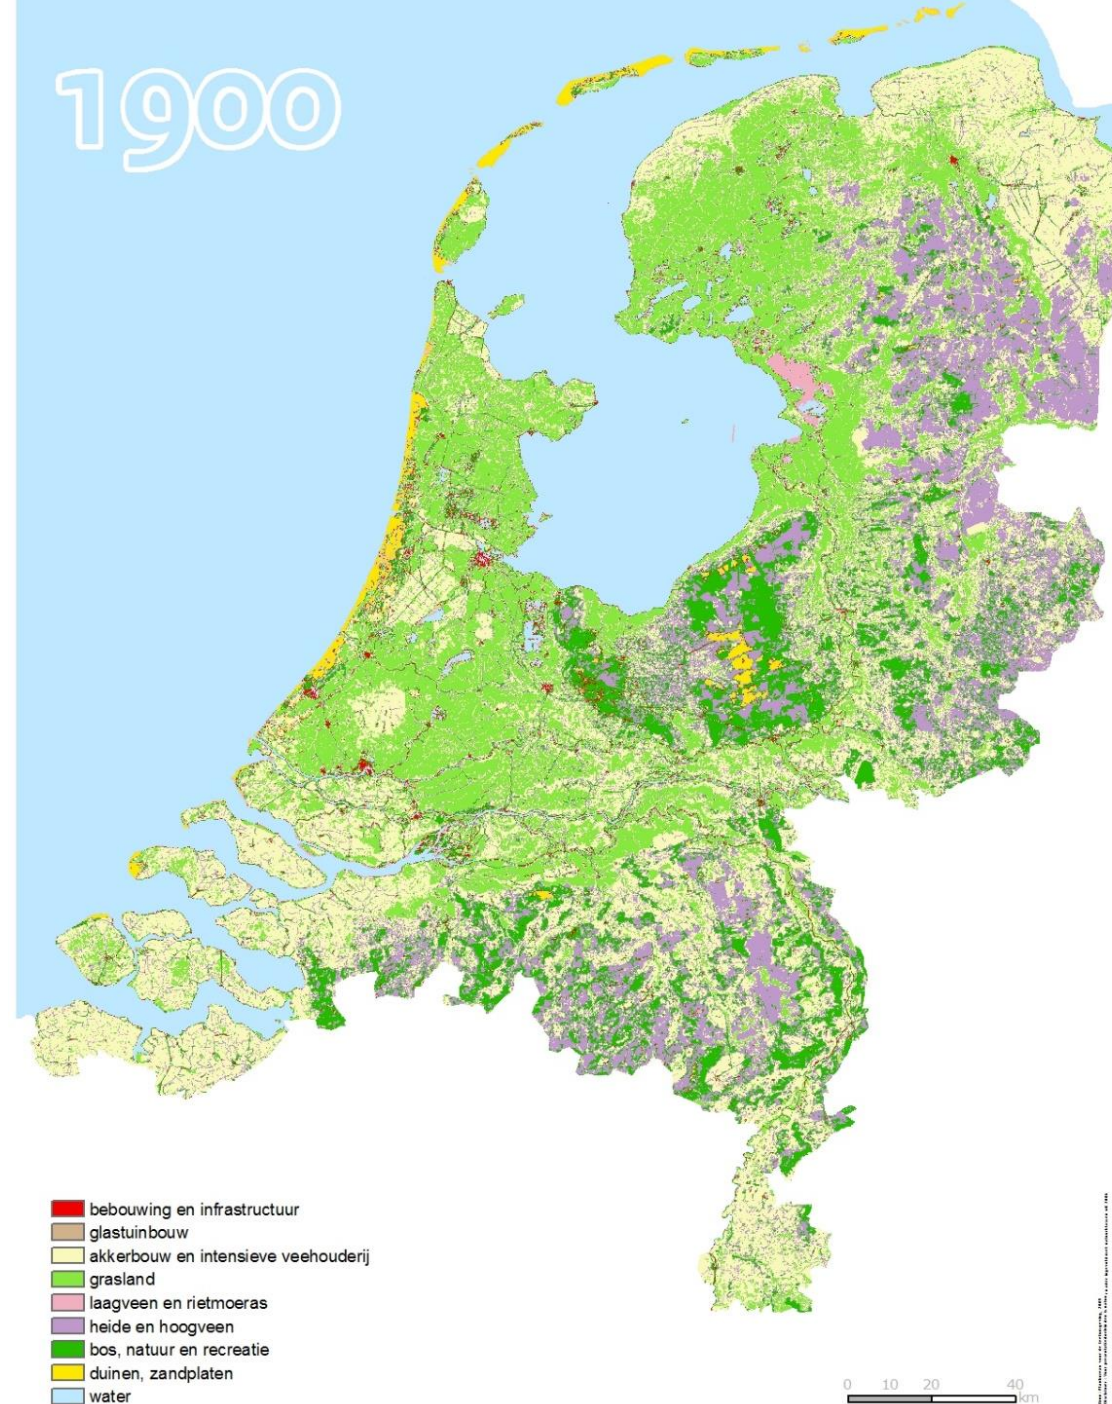 1900
bebouwing en infrastructuur
glastuinbouw
akkerbouw en intensieve veehouderij
grasland
laagveen en rietmoeras
heide en hoogveen
bos, natuur en recreatie
duinen, zandplaten
water
0 10 20 40
km